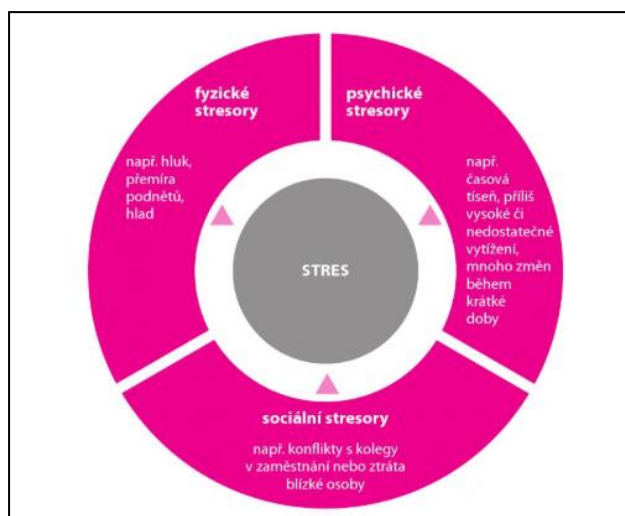 fyzické
stresory
např. hluk,
přemíra
podnětů,
hlad
psychické
stresory
např.
časová
tíseň, příliš
vysoké či
nedostatečné
vytížení,
mnoho změn
během
krátké
doby
STRES
sociální stresory
např. konflikty s kolegy
v zaměstnání nebo ztráta
blízké osoby